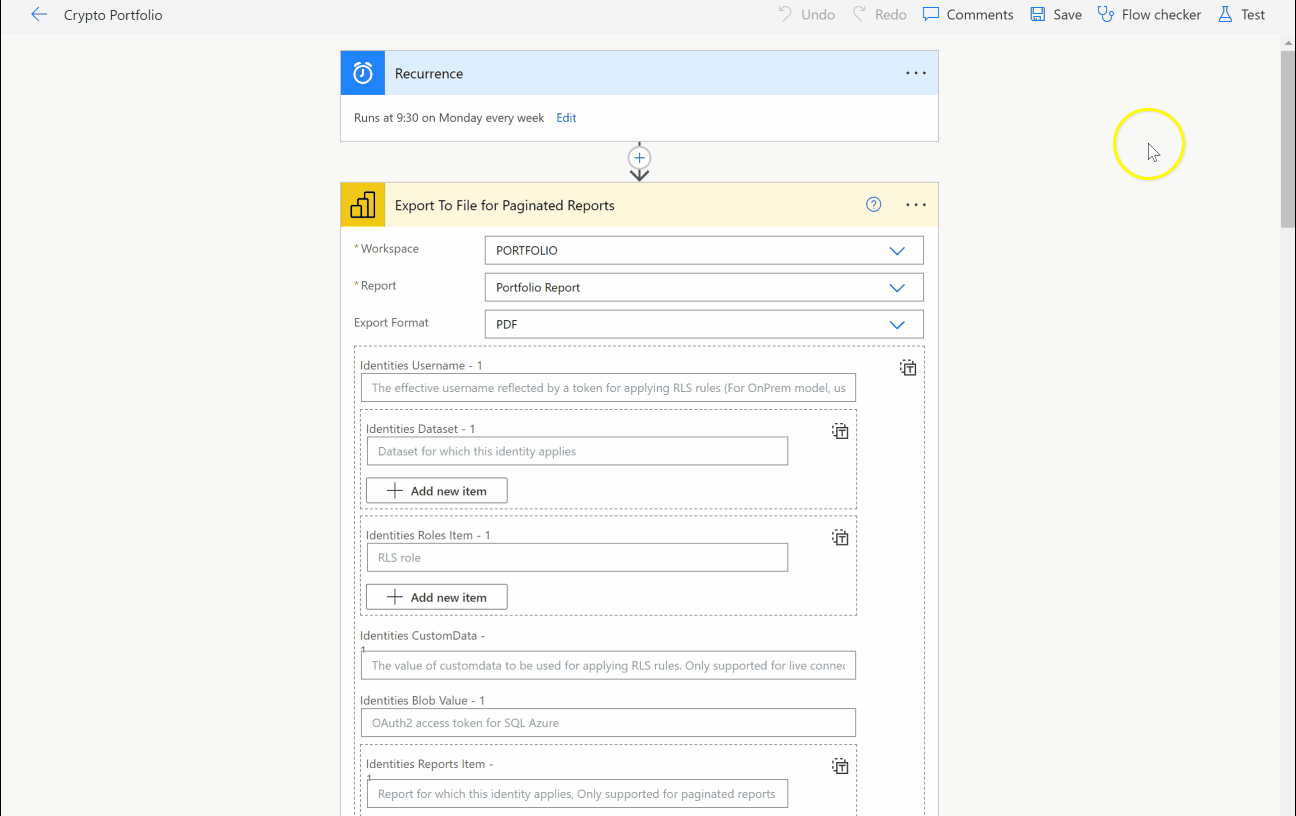 Crypto Portfolio
Undo Redo Comments Save Flow checker Test
Recurrence
Runs at 9:30 on Monday every week Edit
Export To File for Paginated Reports
* Workspace PORTFOLIO
* Report Portfolio Report
Export Format PDF
Identities Username - 1
The effective username reflected by a token for applying RLS rules (For OnPrem model, us
Identities Dataset - 1
Dataset for which this identity applies
Add new item
Identities Roles Item - 1
RLS role
Add new item
Identities CustomData -
1
The value of customdata to be used for applying RLS rules. Only supported for live connec
Identities Blob Value - 1
OAuth2 access token for SQL Azure
Identities Reports Item -
1
Report for which this identity applies, Only supported for paginated reports